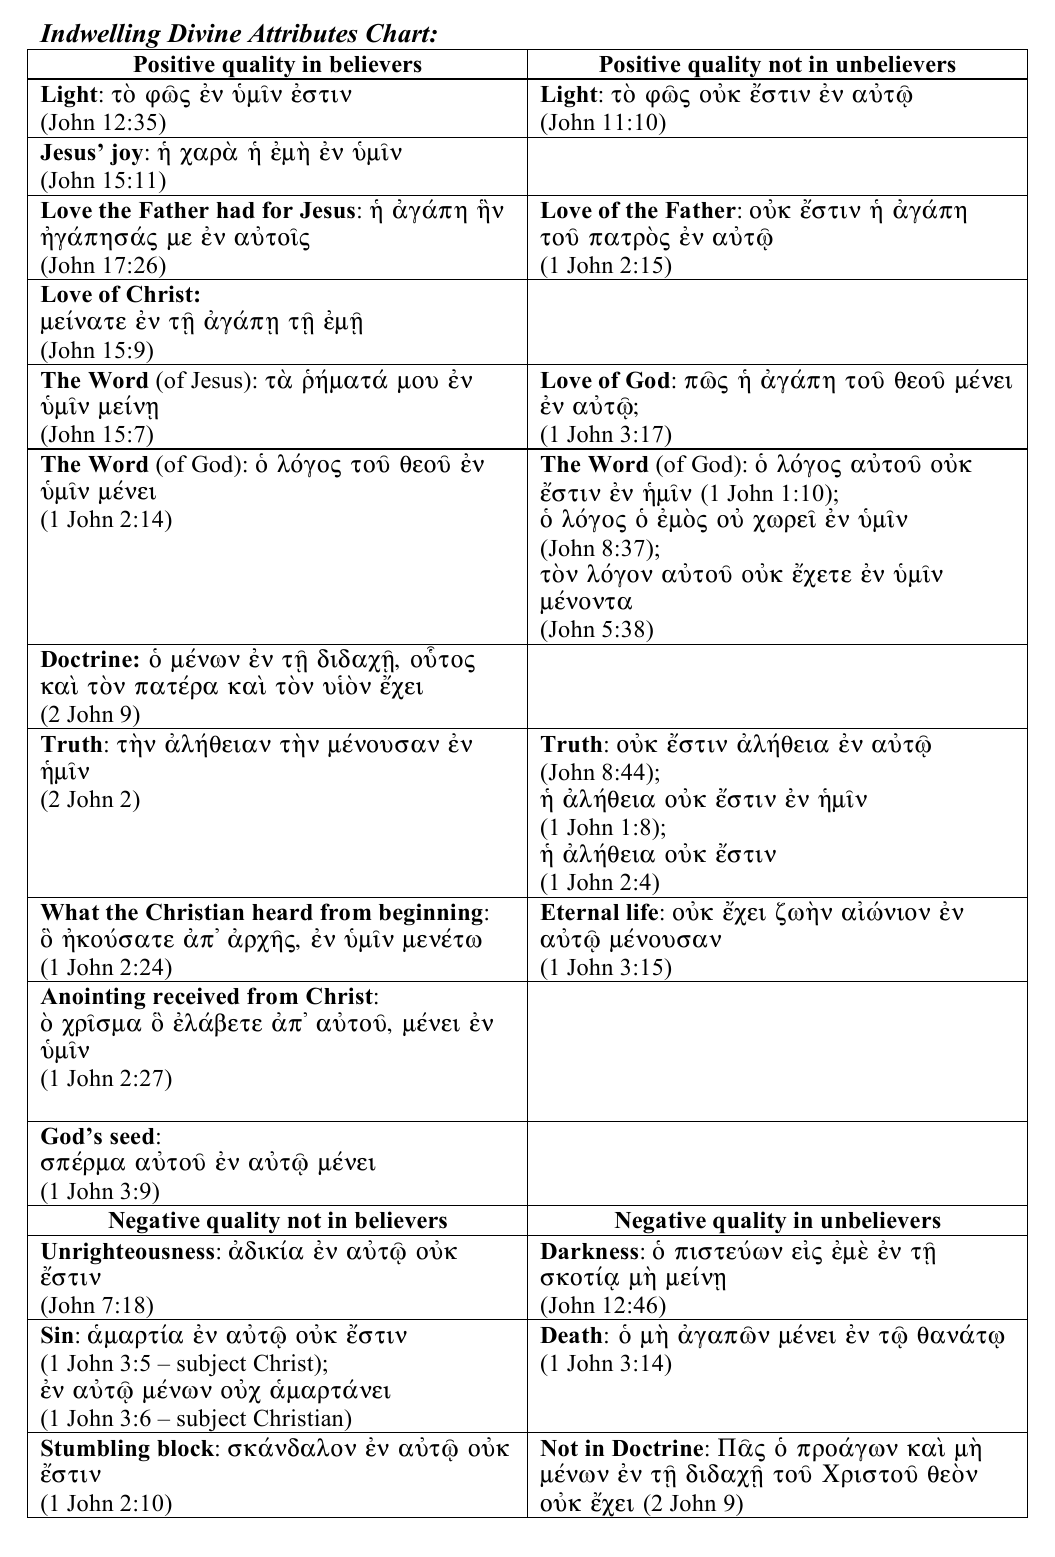 Indwelling Divine Attributes Chart:
Positive quality in believers
Positive quality not in unbelievers
Light: τὸ φῶς ἐν ὑμῖν ἐστιν
(John 12:35)
Light: τὸ φῶς οὐκ ἔστιν ἐν αὐτῷ
(John 11:10)
Jesus’ joy: ἡ χαρὰ ἡ ἐμὴ ἐν ὑμῖν
(John 15:11)
Love the Father had for Jesus: ἡ ἀγάπη ἣν
ἠγάπησάς με ἐν αὐτοῖς
(John 17:26)
Love of the Father: οὐκ ἔστιν ἡ ἀγάπη
τοῦ πατρὸς ἐν αὐτῷ
(1 John 2:15)
Love of Christ:
μείνατε ἐν τῇ ἀγάπῃ τῇ ἐμῇ
(John 15:9)
The Word (of Jesus): τὰ ῥήματά μου ἐν
ὑμῖν μείνῃ
(John 15:7)
Love of God: πῶς ἡ ἀγάπη τοῦ θεοῦ μένει
ἐν αὐτῷ;
(1 John 3:17)
The Word (of God): ὁ λόγος τοῦ θεοῦ ἐν
ὑμῖν μένει
(1 John 2:14)
The Word (of God): ὁ λόγος αὐτοῦ οὐκ
ἔστιν ἐν ἡμῖν (1 John 1:10);
ὁ λόγος ὁ ἐμὸς οὐ χωρεῖ ἐν ὑμῖν
(John 8:37);
τὸν λόγον αὐτοῦ οὐκ ἔχετε ἐν ὑμῖν
μένοντα
(John 5:38)
Doctrine: ὁ μένων ἐν τῇ διδαχῇ, οὗτος
καὶ τὸν πατέρα καὶ τὸν υἱὸν ἔχει
(2 John 9)
Truth: τὴν ἀλήθειαν τὴν μένουσαν ἐν
ἡμῖν
(2 John 2)
Truth: οὐκ ἔστιν ἀλήθεια ἐν αὐτῷ
(John 8:44);
ἡ ἀλήθεια οὐκ ἔστιν ἐν ἡμῖν
(1 John 1:8);
ἡ ἀλήθεια οὐκ ἔστιν
(1 John 2:4)
What the Christian heard from beginning:
ὃ ἠκούσατε ἀπ’ ἀρχῆς, ἐν ὑμῖν μενέτω
(1 John 2:24)
Eternal life: οὐκ ἔχει ζωὴν αἰώνιον ἐν
αὐτῷ μένουσαν
(1 John 3:15)
Anointing received from Christ:
ὸ χρῖσμα ὃ ἐλάβετε ἀπ’ αὐτοῦ, μένει ἐν
ὑμῖν
(1 John 2:27)
God’s seed:
σπέρμα αὐτοῦ ἐν αὐτῷ μένει
(1 John 3:9)
Negative quality not in believers
Negative quality in unbelievers
Unrighteousness: ἀδικία ἐν αὐτῷ οὐκ
ἔστιν
(John 7:18)
Darkness: ὁ πιστεύων εἰς ἐμὲ ἐν τῇ
σκοτίᾳ μὴ μείνῃ
(John 12:46)
Sin: ἁμαρτία ἐν αὐτῷ οὐκ ἔστιν
(1 John 3:5 – subject Christ);
ἐν αὐτῷ μένων οὐχ ἁμαρτάνει
(1 John 3:6 – subject Christian)
Death: ὁ μὴ ἀγαπῶν μένει ἐν τῷ θανάτῳ
(1 John 3:14)
Stumbling block: σκάνδαλον ἐν αὐτῷ οὐκ
ἔστιν
(1 John 2:10)
Not in Doctrine: Πᾶς ὁ προάγων καὶ μὴ
μένων ἐν τῇ διδαχῇ τοῦ Χριστοῦ θεὸν
οὐκ ἔχει (2 John 9)